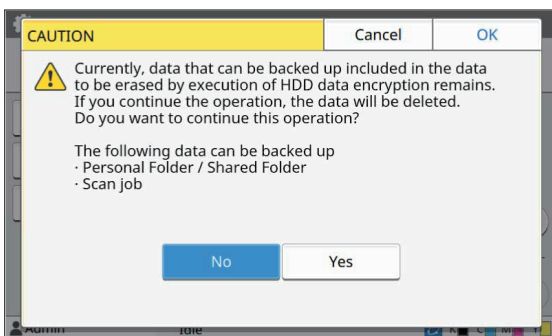 CAUTION
Cancel
OK
Currently, data that can be backed up included in the data
to be erased by execution of HDD data encryption remains.
If you continue the operation, the data will be deleted.
Do you want to continue this operation?
The following data can be backed up
· Personal Folder / Shared Folder
· Scan job
No
Yes
Admin
Idle
K
C
M
Y